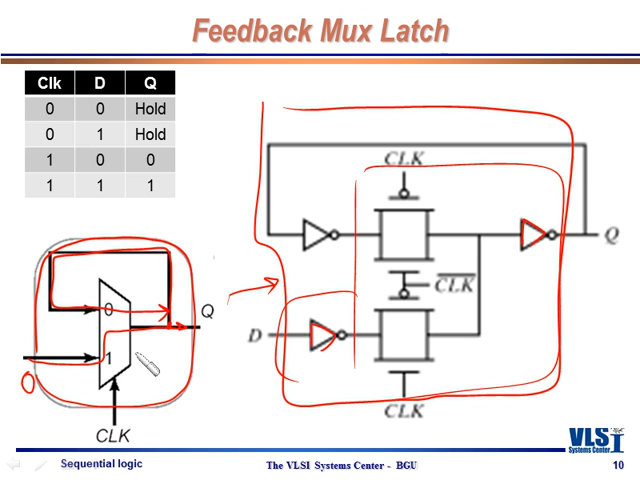 Feedback Mux Latch
Clk D Q
0 0 Hold
0 1 Hold
1 0 0
1 1 1
CLK
Q
CLK
D
CLK
0
Q
1
0
CLK
VLSI
Systems Center
Sequential logic
The VLSI Systems Center - BGU
10